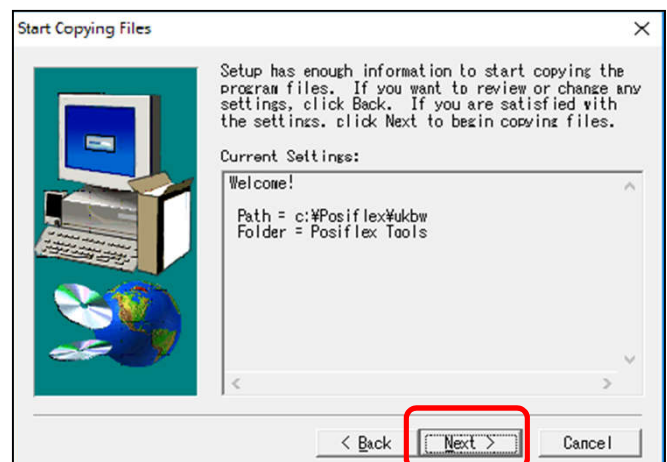 Start Copying Files
Setup has enough information to start copying the
program files. If you want to review or change any
settings, click Back. If you are satisfied with
the settings, click Next to begin copying files.
Current Settings:
Welcome!
Path = c:¥Posiflex¥ukbw
Folder = Posiflex Tools
< Back
Next >
Cancel